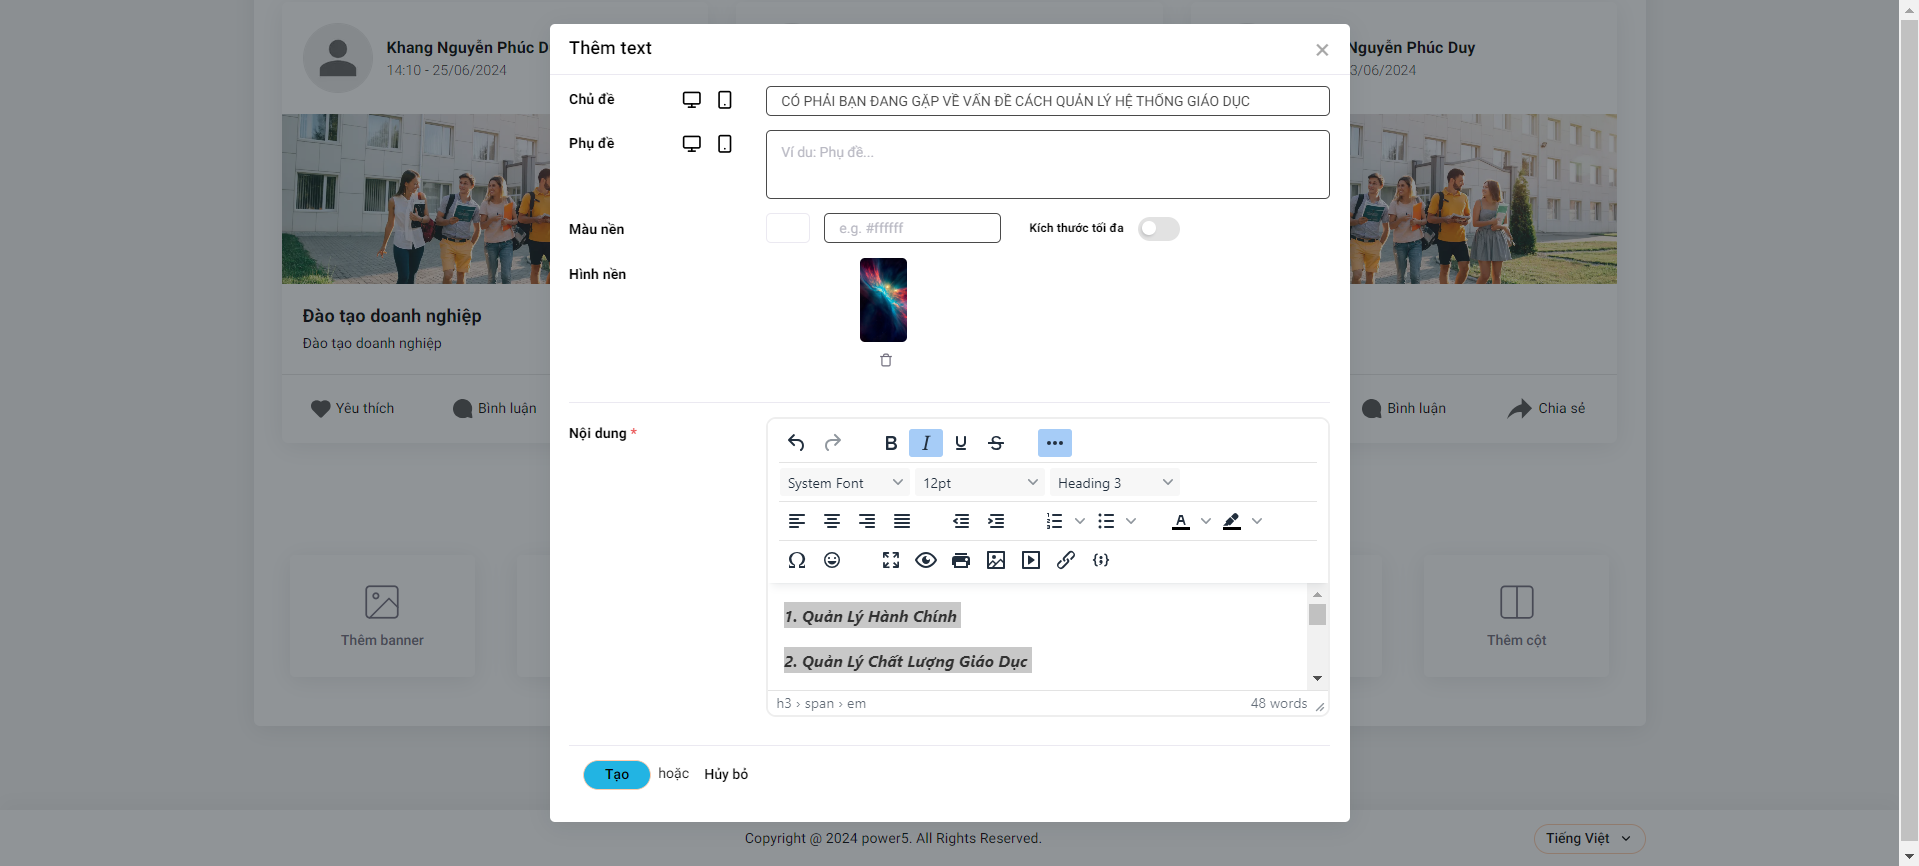 Khang Nguyễn Phúc D
14:10 - 25/06/2024
Đào tạo doanh nghiệp
Đào tạo doanh nghiệp
Yêu thích
Bình luận
Thêm banner
Thêm text
Chủ đề
CÓ PHẢI BẠN ĐANG GẶP VỀ VẤN ĐỀ CÁCH QUẢN LÝ HỆ THỐNG GIÁO DỤC
Phụ đề
Ví dư: Phụ đề...
Màu nền
e.g. #ffffff
Kích thước tối đa
Hình nền
Nội dung *
B I U S
System Font
12pt
Heading 3
1. Quản Lý Hành Chính
2. Quản Lý Chất Lượng Giáo Dục
h3 › span › em
48 words
Tạo hoặc Hủy bỏ
Nguyễn Phúc Duy
3/06/2024
Bình luận
Chia sẻ
Thêm cột
Copyright @ 2024 power5. All Rights Reserved.
Tiếng Việt